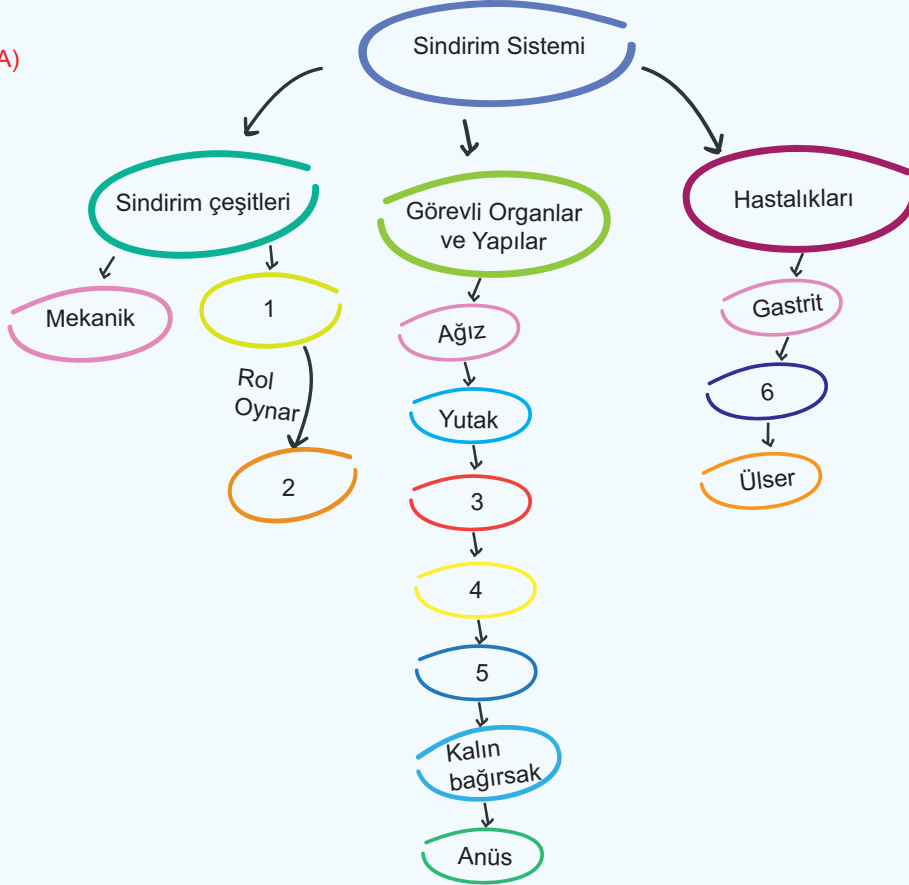 A)
Sindirim Sistemi
Sindirim çeşitleri
Mekanik
1
Rol
Oynar
2
Görevli Organlar
ve Yapılar
Ağız
Yutak
3
4
5
Kalın
bağırsak
Anüs
Hastalıkları
Gastrit
6
Ülser